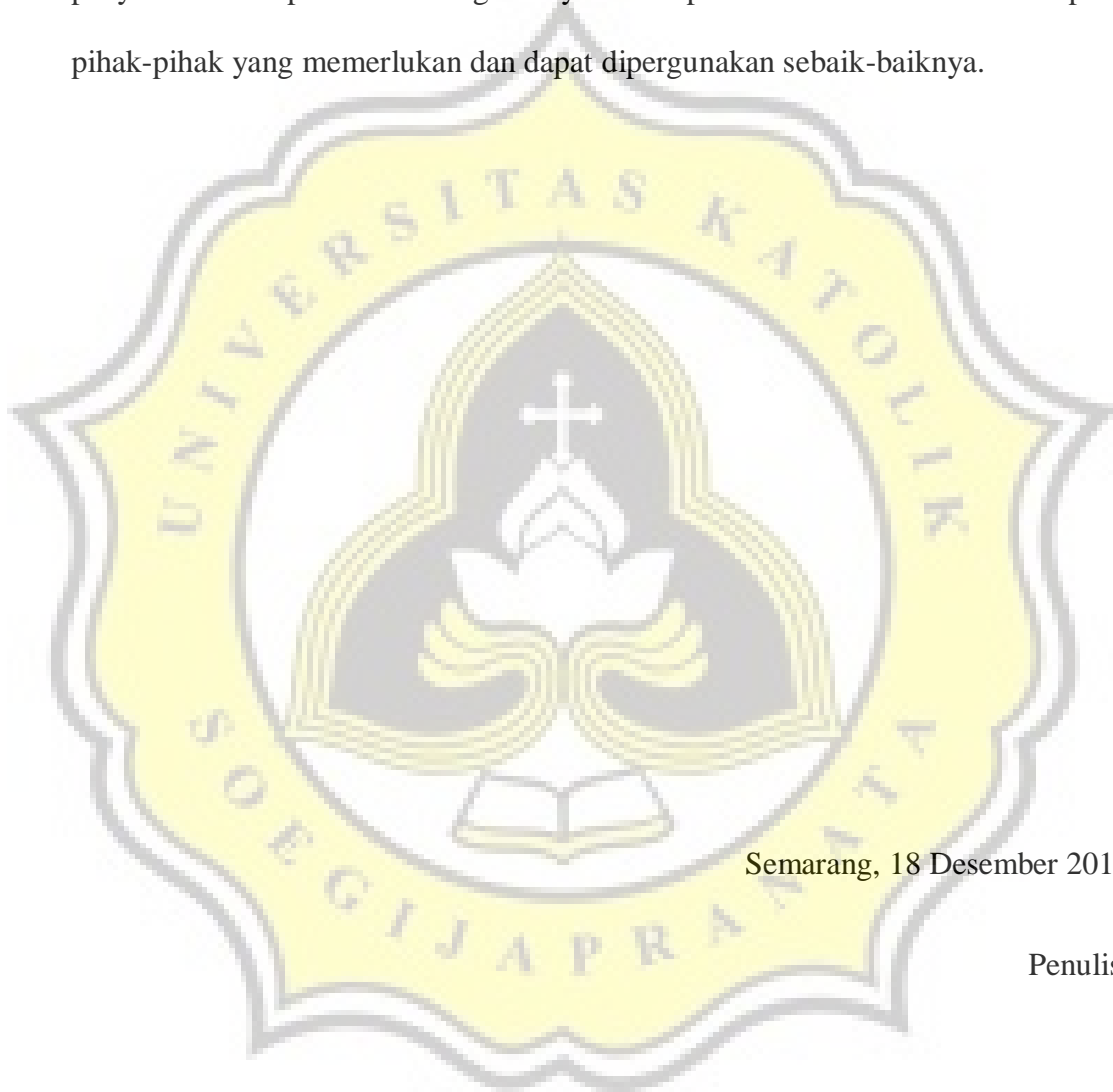 pihak-pihak yang memerlukan dan dapat dipergunakan sebaik-baiknya.
UNIVERSITAS KATOLIK
SOEGIJAPRANATA
Semarang, 18 Desember 201
Penulis